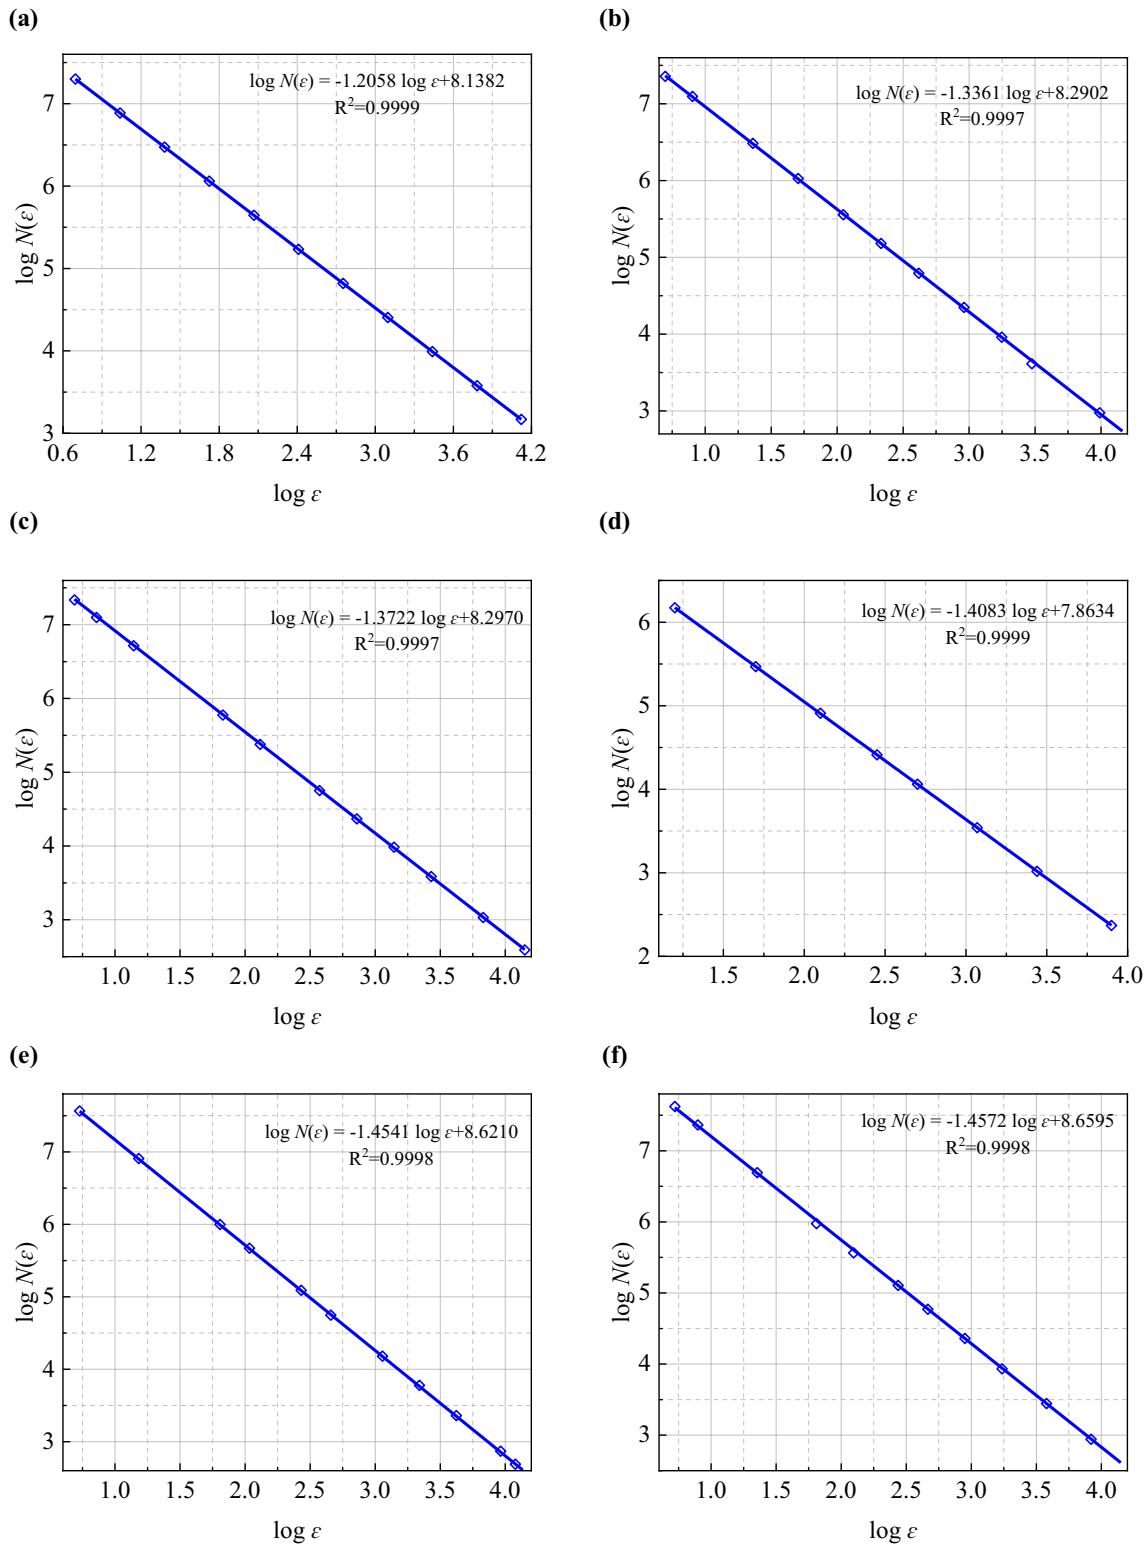 (a)
log N(ε) = -1.2058 log ε+8.1382
R²=0.9999
7
6
5
4
3
log N(ε)
0.6 1.2 1.8 2.4 3.0 3.6 4.2
log ε
(b)
log N(ε) = -1.3361 log ε+8.2902
R²=0.9997
7
6
5
4
3
log N(ε)
1.0 1.5 2.0 2.5 3.0 3.5 4.0
log ε
(c)
log N(ε) = -1.3722 log ε+8.2970
R²=0.9997
7
6
5
4
3
log N(ε)
1.0 1.5 2.0 2.5 3.0 3.5 4.0
log ε
(d)
log N(ε) = -1.4083 log ε+7.8634
R²=0.9999
6
5
4
3
2
log N(ε)
1.5 2.0 2.5 3.0 3.5 4.0
log ε
(e)
log N(ε) = -1.4541 log ε+8.6210
R²=0.9998
7
6
5
4
3
log N(ε)
1.0 1.5 2.0 2.5 3.0 3.5 4.0
log ε
(f)
log N(ε) = -1.4572 log ε+8.6595
R²=0.9998
7
6
5
4
3
log N(ε)
1.0 1.5 2.0 2.5 3.0 3.5 4.0
log ε